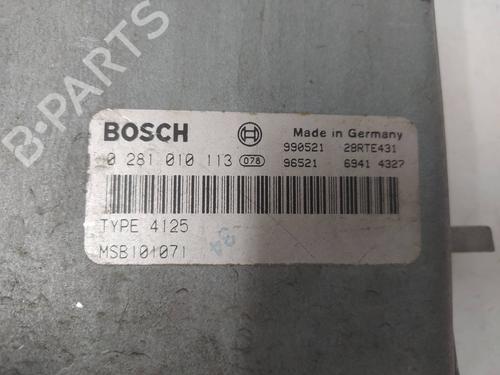 B-PARTS
BOSCH
Made in Germany
0 281 010 113 078
990521 28RTE431
96521 6941 4327
TYPE 4125
MSB101071